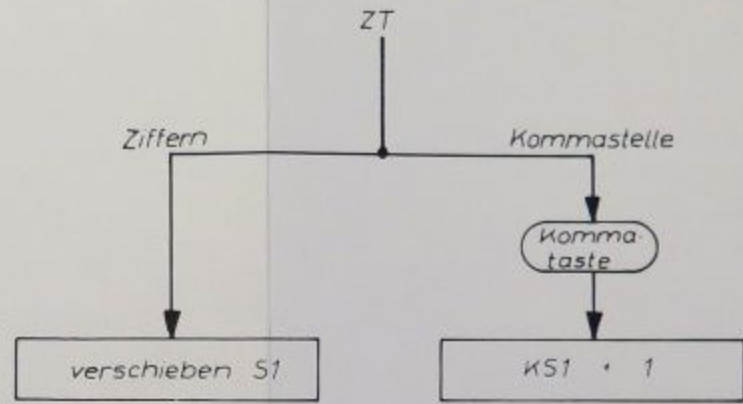 ZT
Ziffern
Kommastelle
Komma-
taste
verschieben S1
KS1 + 1